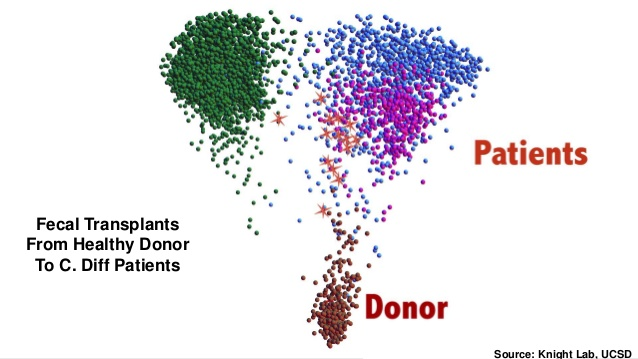 Patients
Fecal Transplants
From Healthy Donor
To C. Diff Patients
Donor
Source: Knight Lab, UCSD